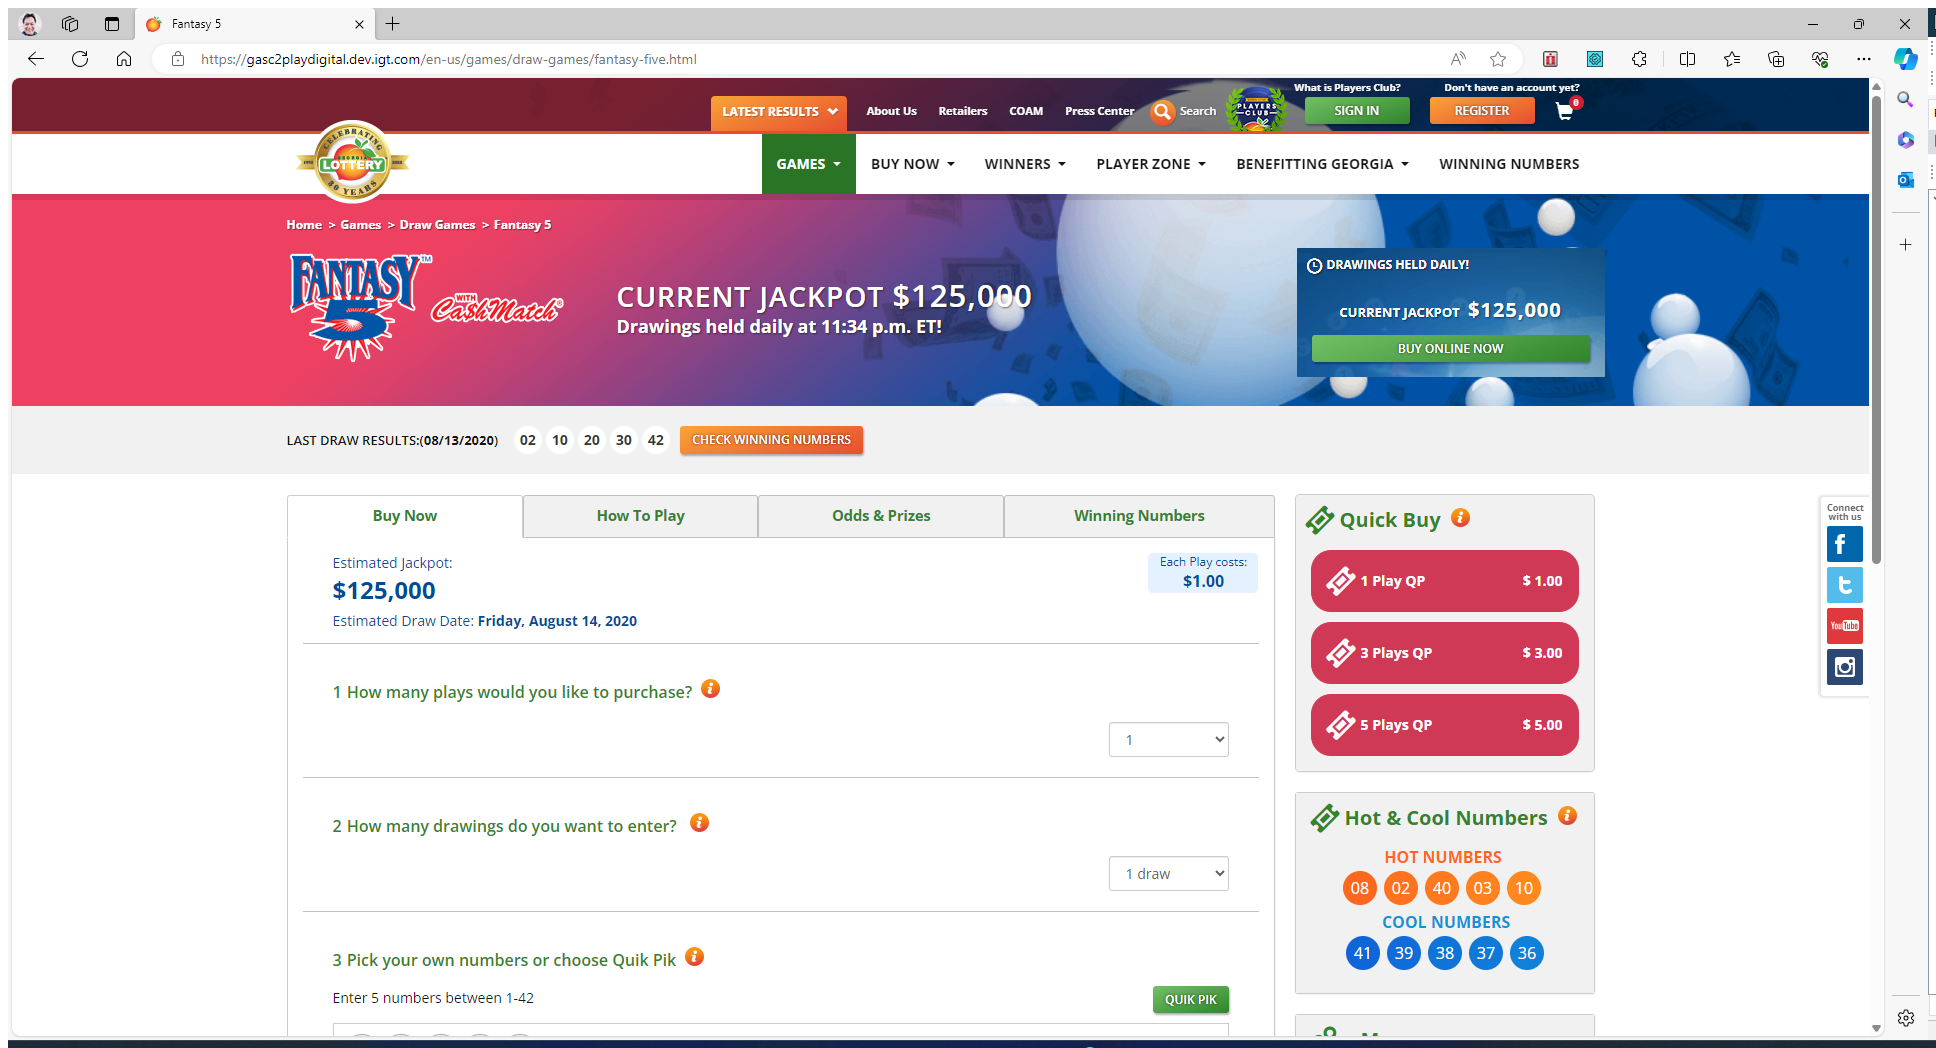 Fantasy 5
https://gasc2playdigital.dev.igt.com/en-us/games/draw-games/fantasy-five.html
What is Players Club?
Don't have an account yet?
LATEST RESULTS
About Us
Retailers
COAM
Press Center
Search
PLAYERS
CLUB
SIGN IN
REGISTER
0
CELEBRATING
GEORGIA
LOTTERY
30 YEARS
GAMES
BUY NOW
WINNERS
PLAYER ZONE
BENEFITTING GEORGIA
WINNING NUMBERS
Home > Games > Draw Games > Fantasy 5
FANTASY 5 WITH Ca$hMatch
CURRENT JACKPOT $125,000
Drawings held daily at 11:34 p.m. ET!
DRAWINGS HELD DAILY!
CURRENT JACKPOT $125,000
BUY ONLINE NOW
LAST DRAW RESULTS:(08/13/2020) 02 10 20 30 42 CHECK WINNING NUMBERS
Buy Now
How To Play
Odds & Prizes
Winning Numbers
Estimated Jackpot:
$125,000
Estimated Draw Date: Friday, August 14, 2020
Each Play costs:
$1.00
1 How many plays would you like to purchase?
1
2 How many drawings do you want to enter?
1 draw
3 Pick your own numbers or choose Quik Pik
Enter 5 numbers between 1-42
QUIK PIK
Quick Buy
1 Play QP $ 1.00
3 Plays QP $ 3.00
5 Plays QP $ 5.00
Hot & Cool Numbers
HOT NUMBERS
08 02 40 03 10
COOL NUMBERS
41 39 38 37 36
Connect
with us
You Tube